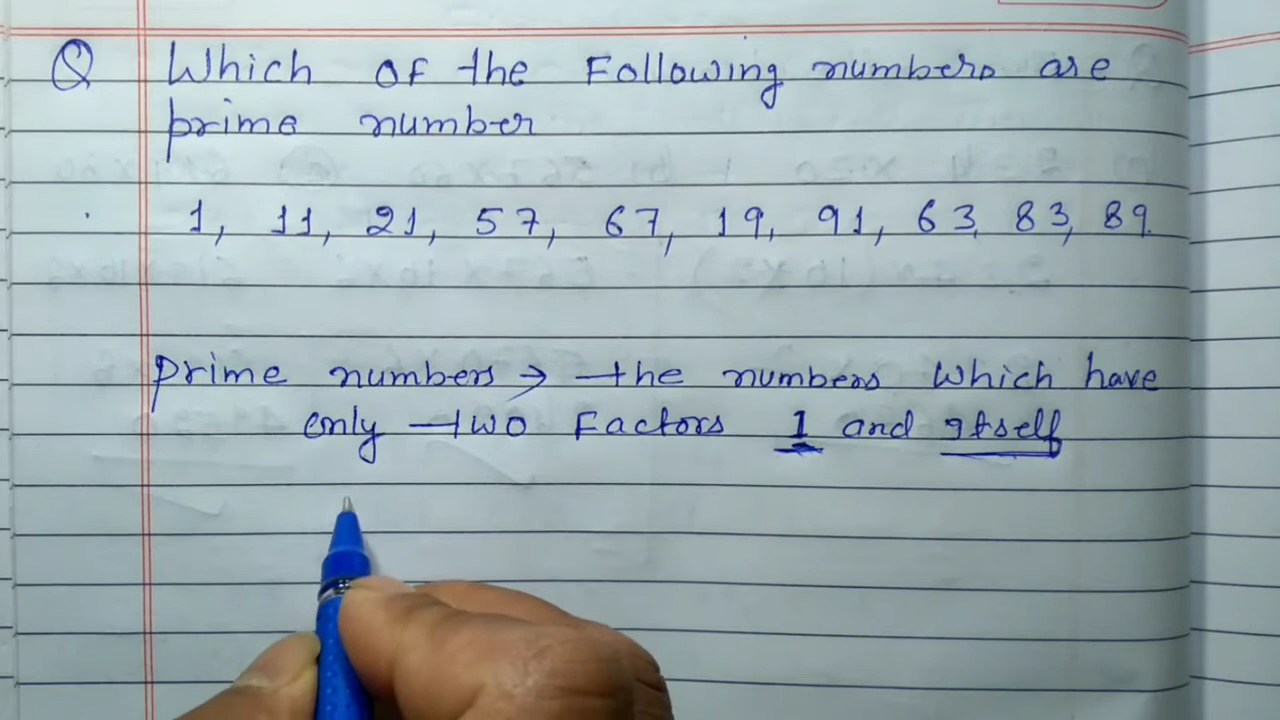 Q Which of the Following numbers are
prime number
1, 11, 21, 57, 67, 19, 91, 63, 83, 89.
prime numbers → the numbers which have
only two Factors 1 and itself